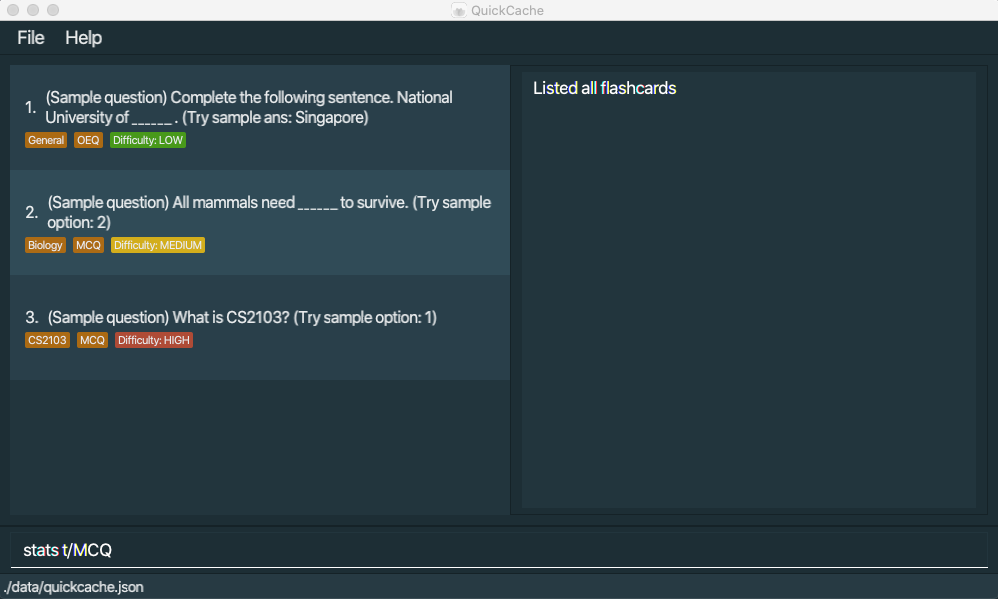 QuickCache
File Help
1. (Sample question) Complete the following sentence. National
University of ______ . (Try sample ans: Singapore)
General OEQ Difficulty: LOW
2. (Sample question) All mammals need ______ to survive. (Try sample
option: 2)
Biology MCQ Difficulty: MEDIUM
3. (Sample question) What is CS2103? (Try sample option: 1)
CS2103 MCQ Difficulty: HIGH
Listed all flashcards
stats t/MCQ
./data/quickcache.json